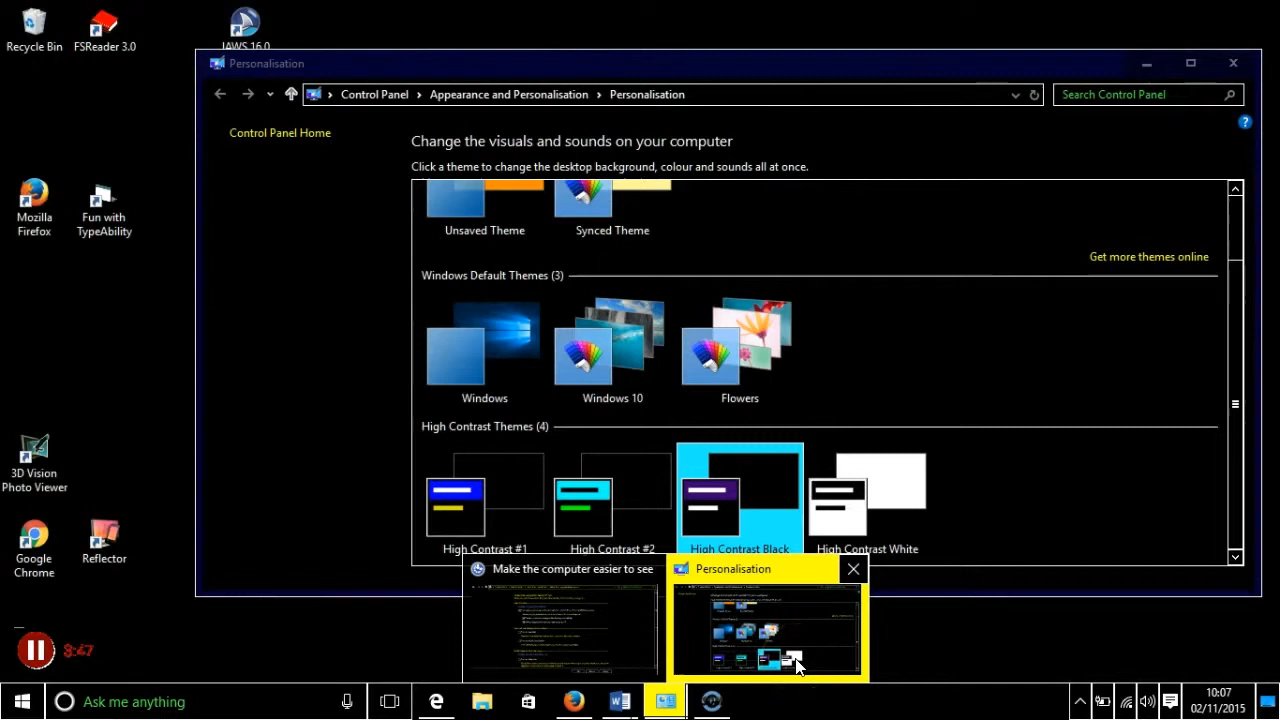 Recycle Bin
FSReader 3.0
JAWS 16.0
Personalisation
Control Panel
Appearance and Personalisation
Personalisation
Search Control Panel
Control Panel Home
Change the visuals and sounds on your computer
Click a theme to change the desktop background, colour and sounds all at once.
Mozilla
Firefox
Fun with
TypeAbility
Unsaved Theme
Synced Theme
Get more themes online
Windows Default Themes (3)
Windows
Windows 10
Flowers
High Contrast Themes (4)
High Contrast #1
High Contrast #2
High Contrast Black
High Contrast White
3D Vision
Photo Viewer
Google
Chrome
Reflector
Make the computer easier to see
Personalisation
Ask me anything
10:07
02/11/2015